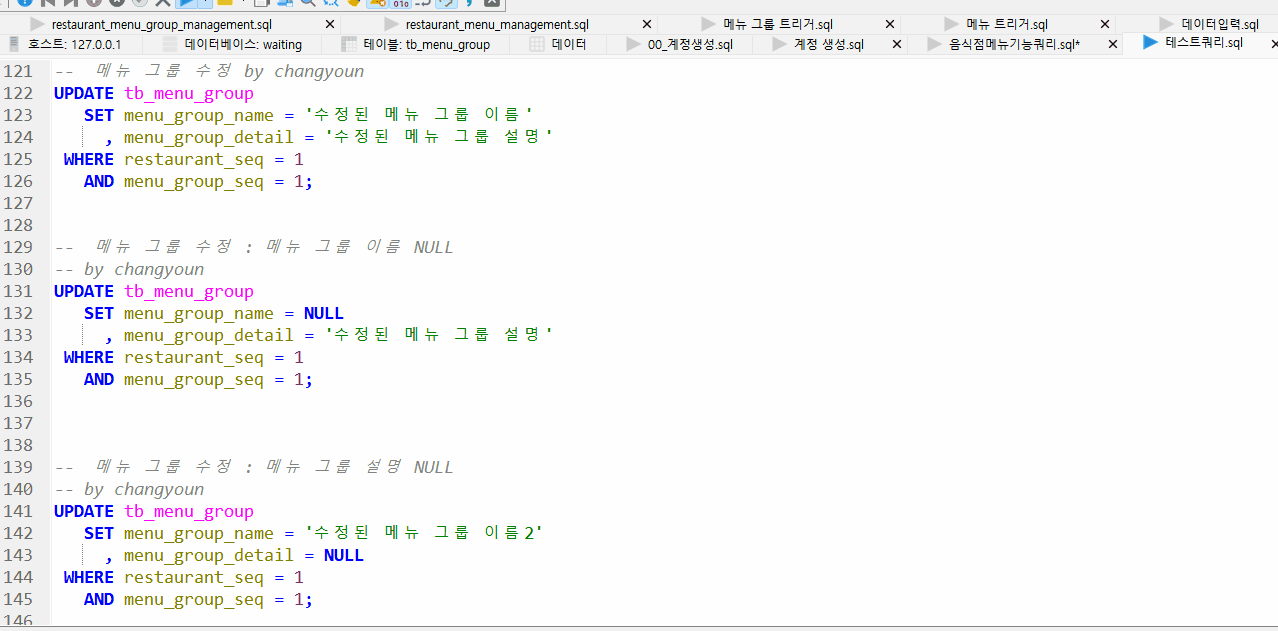 restaurant_menu_group_management.sql × restaurant_menu_management.sql × 메뉴 그룹 트리거.sql × 메뉴 트리거.sql × 데이터입력.sql
호스트: 127.0.0.1 데이터베이스: waiting 테이블: tb_menu_group 데이터 00_계정생성.sql 계정 생성.sql × 음식점메뉴기능쿼리.sql* × 테스트쿼리.sql ×
121 -- 메뉴 그룹 수정 by changyoun
122 UPDATE tb_menu_group
123 SET menu_group_name = '수정된 메뉴 그룹 이름'
124 , menu_group_detail = '수정된 메뉴 그룹 설명'
125 WHERE restaurant_seq = 1
126 AND menu_group_seq = 1;
127
128
129 -- 메뉴 그룹 수정 : 메뉴 그룹 이름 NULL
130 -- by changyoun
131 UPDATE tb_menu_group
132 SET menu_group_name = NULL
133 , menu_group_detail = '수정된 메뉴 그룹 설명'
134 WHERE restaurant_seq = 1
135 AND menu_group_seq = 1;
136
137
138
139 -- 메뉴 그룹 수정 : 메뉴 그룹 설명 NULL
140 -- by changyoun
141 UPDATE tb_menu_group
142 SET menu_group_name = '수정된 메뉴 그룹 이름2'
143 , menu_group_detail = NULL
144 WHERE restaurant_seq = 1
145 AND menu_group_seq = 1;
146